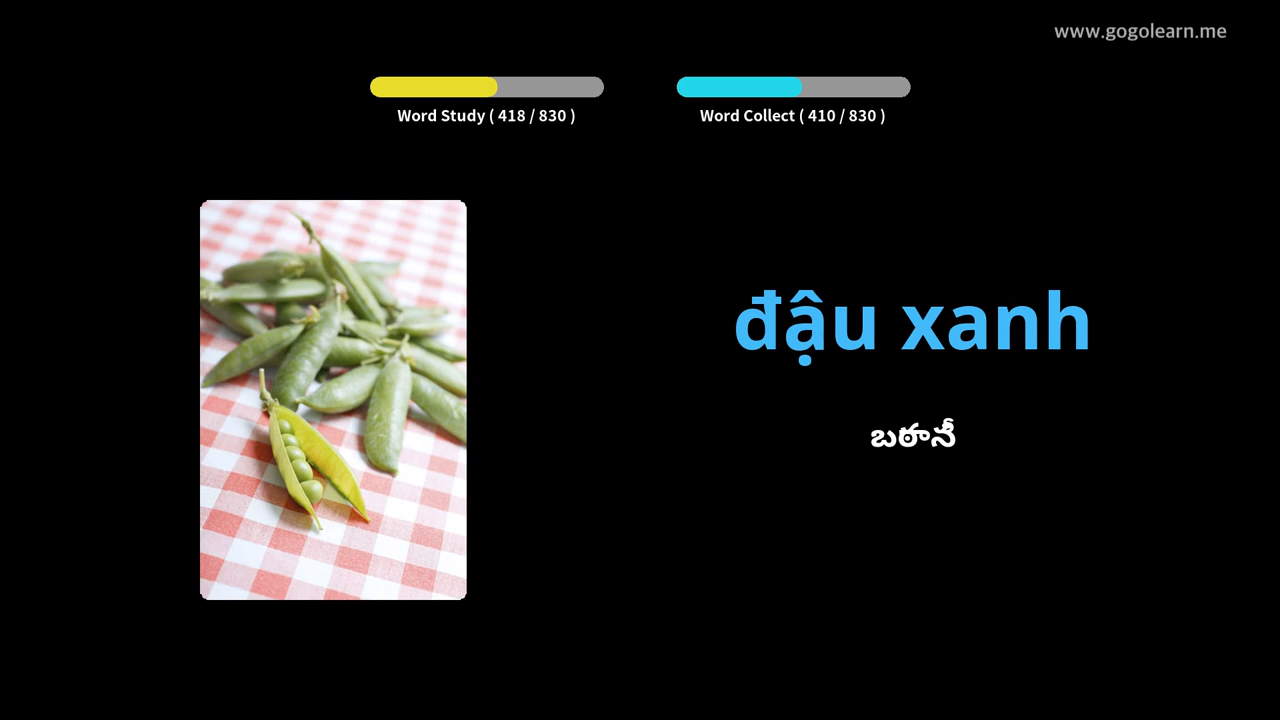 www.gogolearn.me
Word Study ( 418 / 830 )
Word Collect ( 410 / 830 )
đậu xanh
బఠానీ